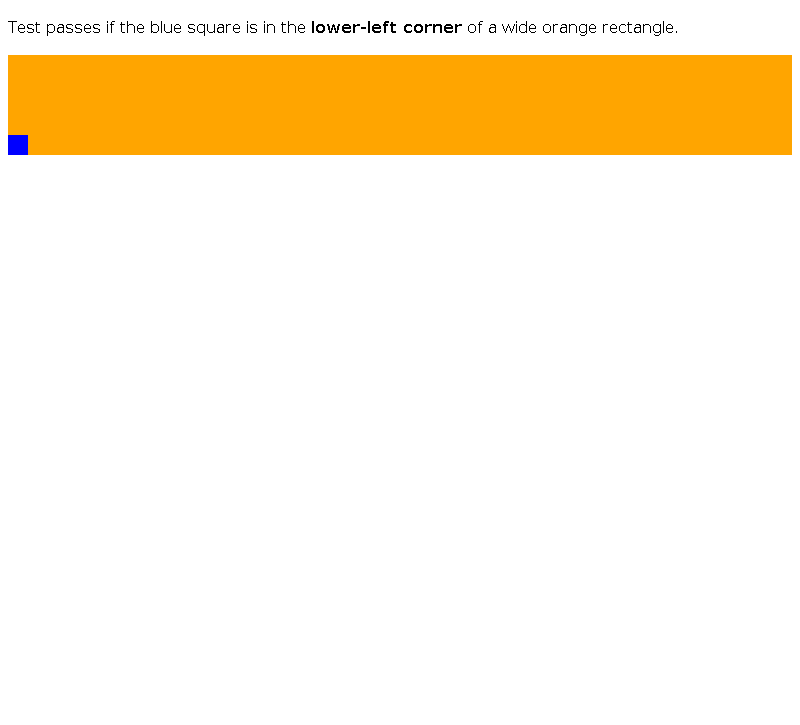 Test passes if the blue square is in the lower-left corner of a wide orange rectangle.